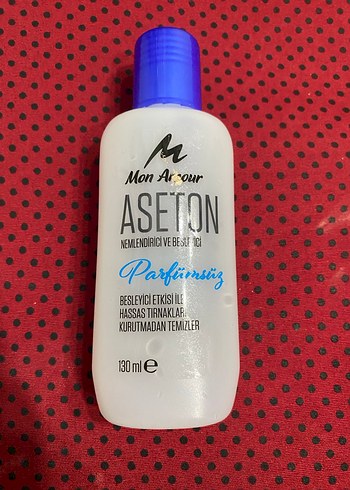 M
Mon Amour
ASETON
NEMLENDİRİCİ VE BESLEYİCİ
Parfümsüz
BESLEYİCİ ETKİSİ İLE
HASSAS TIRNAKLARI
KURUTMADAN TEMİZLER
130 ml e